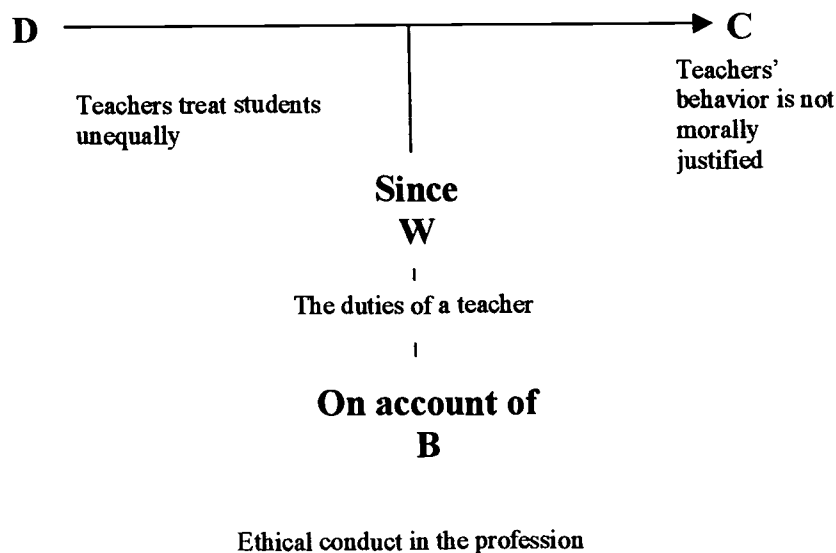 D
C
Teachers treat students
unequally
Teachers’
behavior is not
morally
justified
Since
W
The duties of a teacher
On account of
B
Ethical conduct in the profession